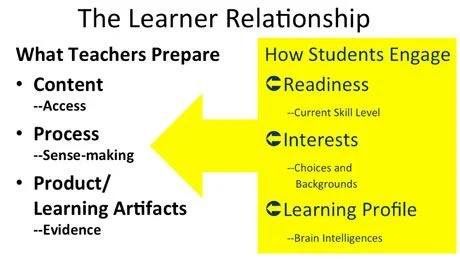 The Learner Relationship
What Teachers Prepare
• Content
--Access
• Process
--Sense-making
• Product/
Learning Artifacts
--Evidence
How Students Engage
⮊Readiness
--Current Skill Level
⮊Interests
--Choices and
Backgrounds
⮊Learning Profile
--Brain Intelligences